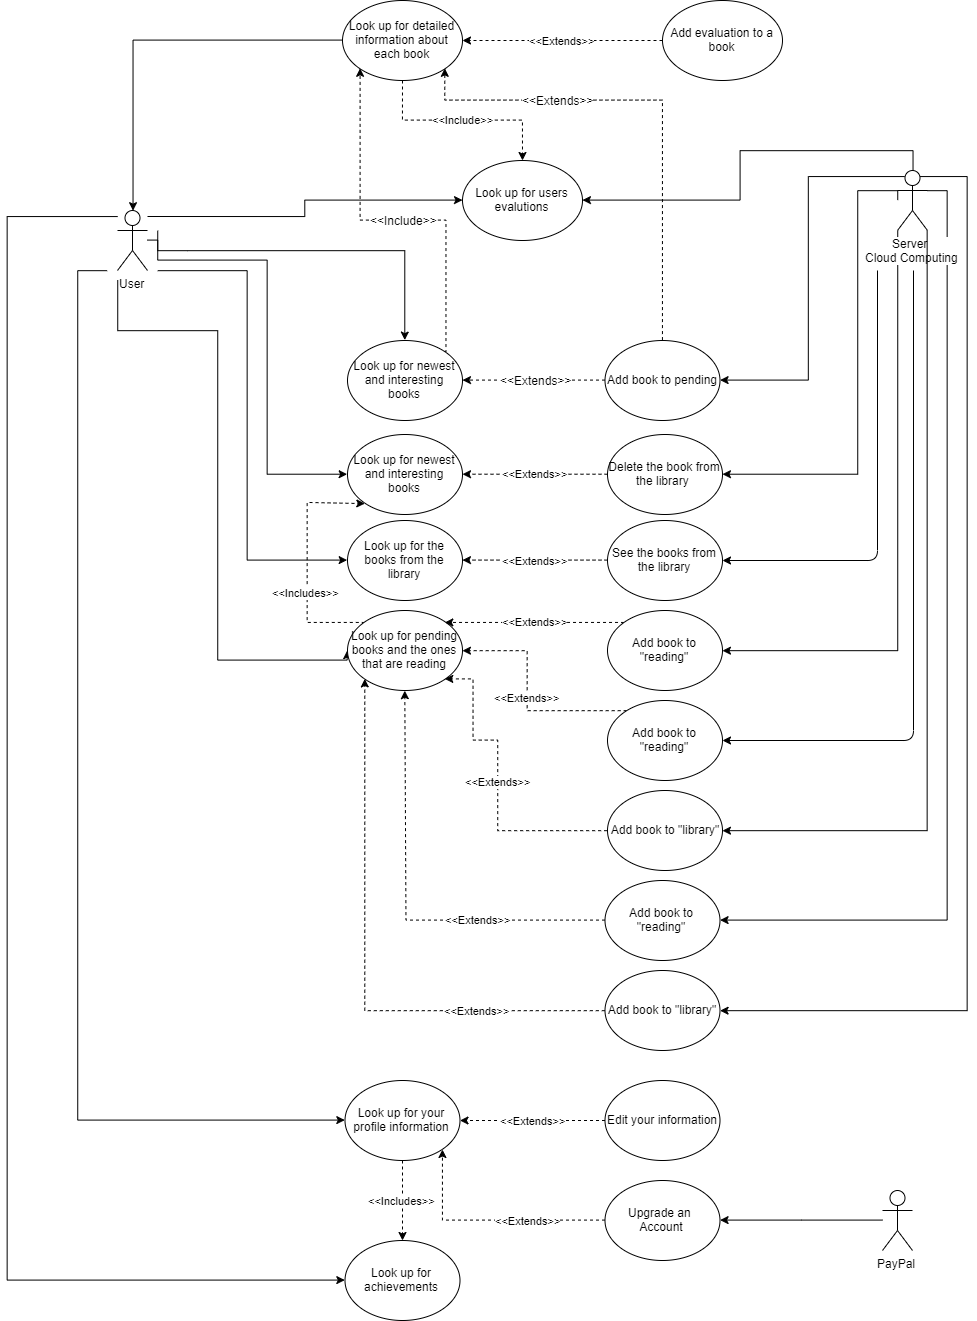 Look up for detailed
information about
each book
<<Extends>>
Add evaluation to a
book
<<Extends>>
<<Include>>
Look up for users
evalutions
<<Include>>
User
Server
Cloud Computing
Look up for newest
and interesting
books
<<Extends>>
Add book to pending
Look up for newest
and interesting
books
<<Extends>>
Delete the book from
the library
Look up for the
books from the
library
<<Extends>>
See the books from
the library
<<Includes>>
Look up for pending
books and the ones
that are reading
<<Extends>>
Add book to
"reading"
<<Extends>>
Add book to
"reading"
<<Extends>>
Add book to "library"
<<Extends>>
Add book to
"reading"
<<Extends>>
Add book to "library"
Look up for your
profile information
<<Extends>>
Edit your information
<<Includes>>
<<Extends>>
Upgrade an
Account
PayPal
Look up for
achievements